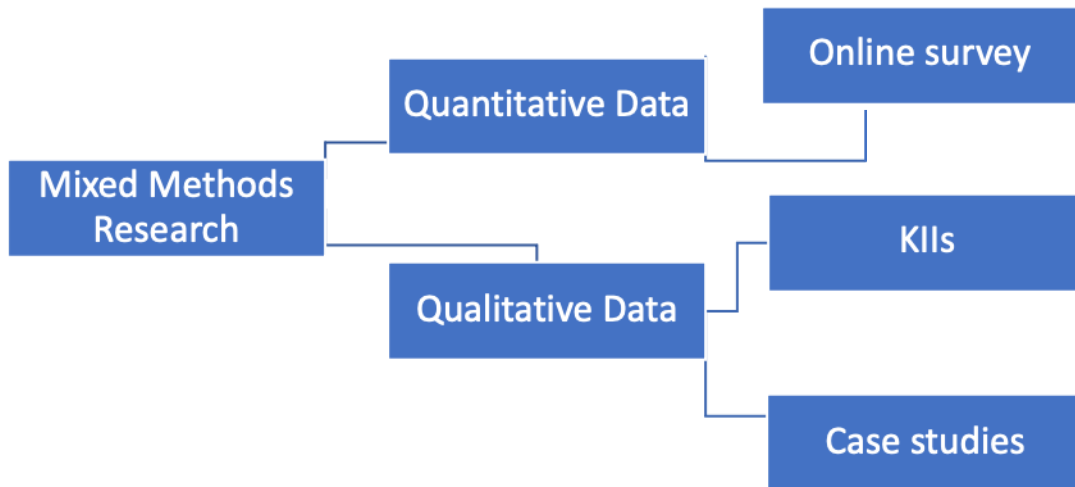 Online survey
Quantitative Data
Mixed Methods
Research
KIIs
Qualitative Data
Case studies